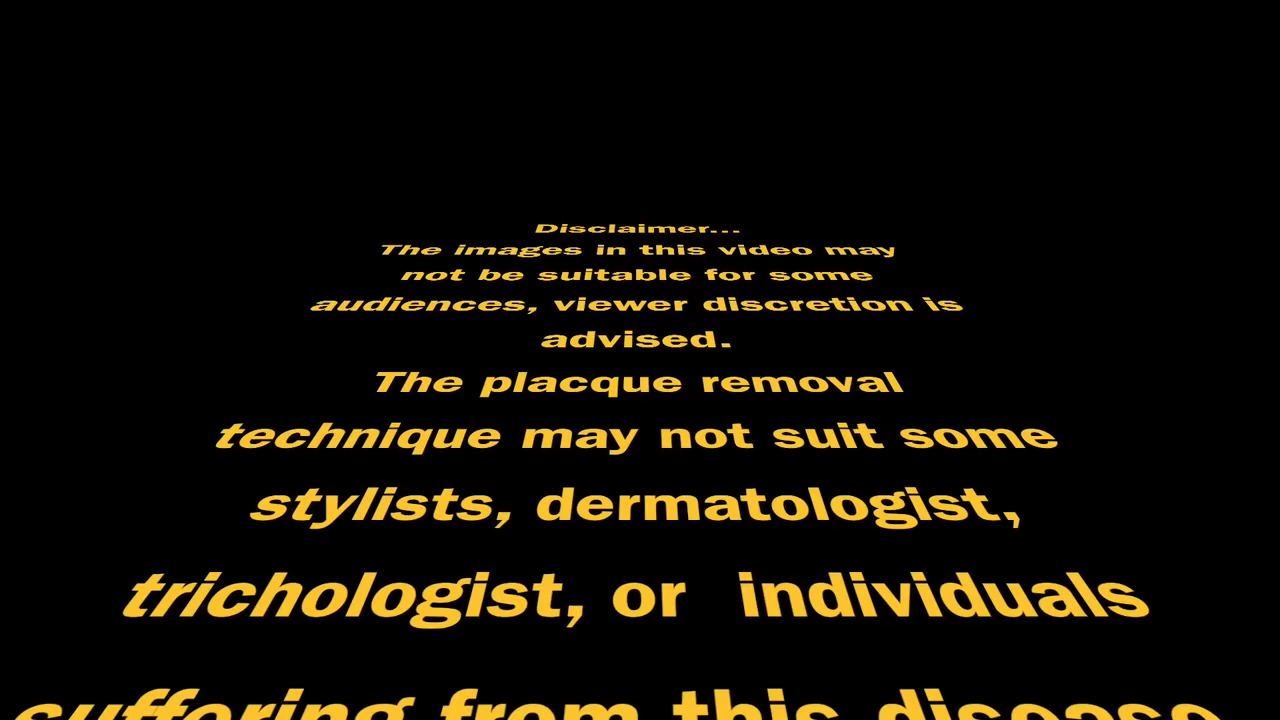 Disclaimer...
The images in this video may
not be suitable for some
audiences, viewer discretion is
advised.
The placque removal
technique may not suit some
stylists, dermatologist,
trichologist, or individuals
suffering from this disease